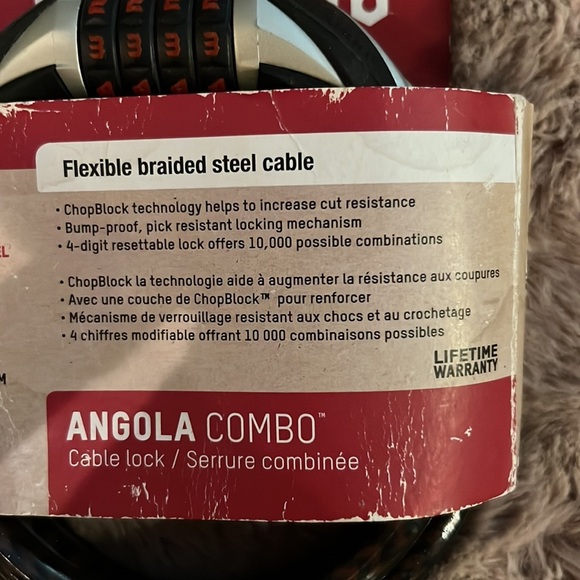 Flexible braided steel cable
• ChopBlock technology helps to increase cut resistance
• Bump-proof, pick resistant locking mechanism
• 4-digit resettable lock offers 10,000 possible combinations
• ChopBlock la technologie aide à augmenter la résistance aux coupures
• Avec une couche de ChopBlock™ pour renforcer
• Mécanisme de verrouillage resistant aux chocs et au crochetage
• 4 chiffres modifiable offrant 10 000 combinaisons possibles
LIFETIME
WARRANTY
ANGOLA COMBO™
Cable lock / Serrure combinée